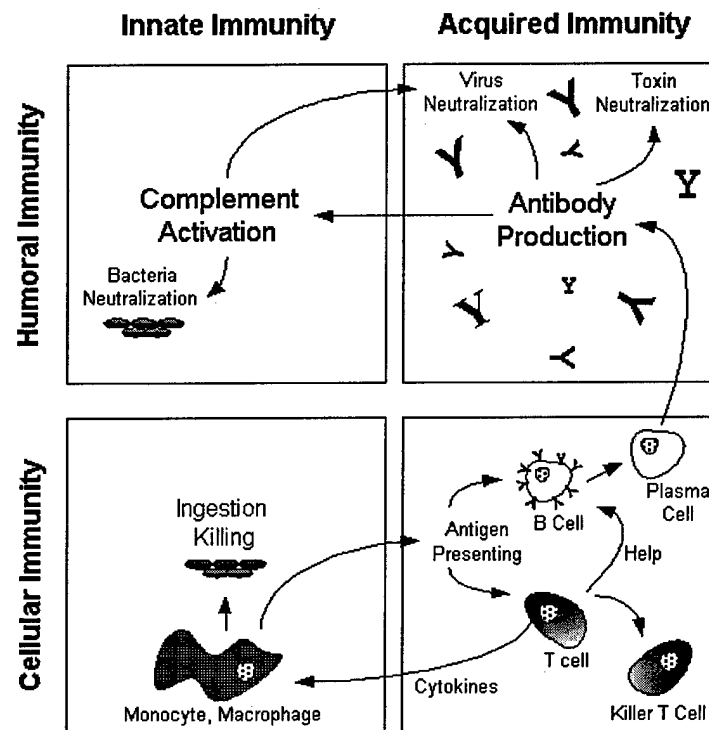 Innate Immunity
Acquired Immunity
Humoral Immunity
Virus
Neutralization
Toxin
Neutralization
Complement
Activation
Antibody
Production
Bacteria
Neutralization
Cellular Immunity
Ingestion
Killing
Monocyte, Macrophage
Antigen
Presenting
B Cell
Plasma
Cell
Help
T cell
Cytokines
Killer T Cell